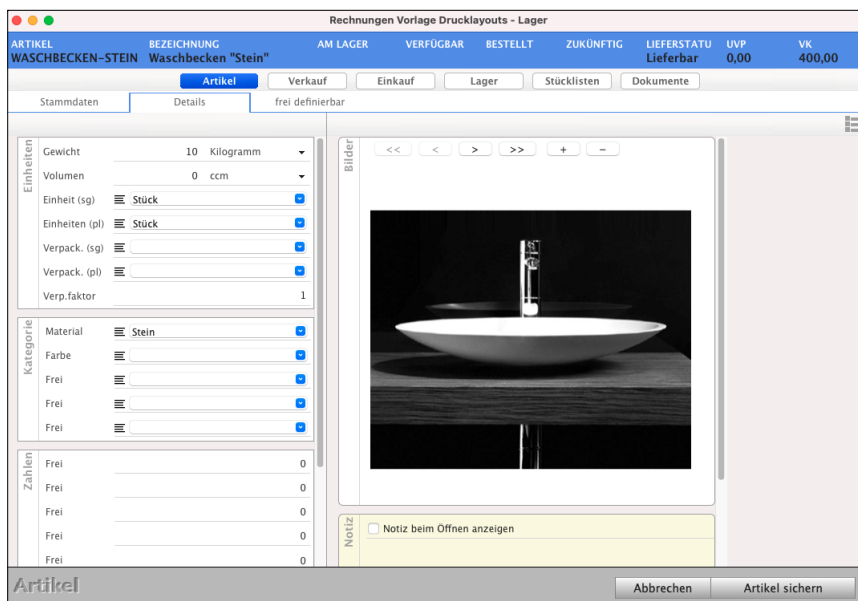 Rechnungen Vorlage Drucklayouts - Lager
ARTIKEL BEZEICHNUNG AM LAGER VERFÜGBAR BESTELLT ZUKÜNFTIG LIEFERSTATU UVP VK
WASCHBECKEN-STEIN Waschbecken "Stein" Lieferbar 0,00 400,00
Artikel Verkauf Einkauf Lager Stücklisten Dokumente
Stammdaten Details frei definierbar
Einheiten
Gewicht 10 Kilogramm
Volumen 0 ccm
Einheit (sg) Stück
Einheiten (pl) Stück
Verpack. (sg)
Verpack. (pl)
Verp.faktor 1
Kategorie
Material Stein
Farbe
Frei
Frei
Frei
Zahlen
Frei 0
Frei 0
Frei 0
Frei 0
Frei 0
Bilder
<< < > >> + −
Notiz
Notiz beim Öffnen anzeigen
Artikel
Abbrechen Artikel sichern